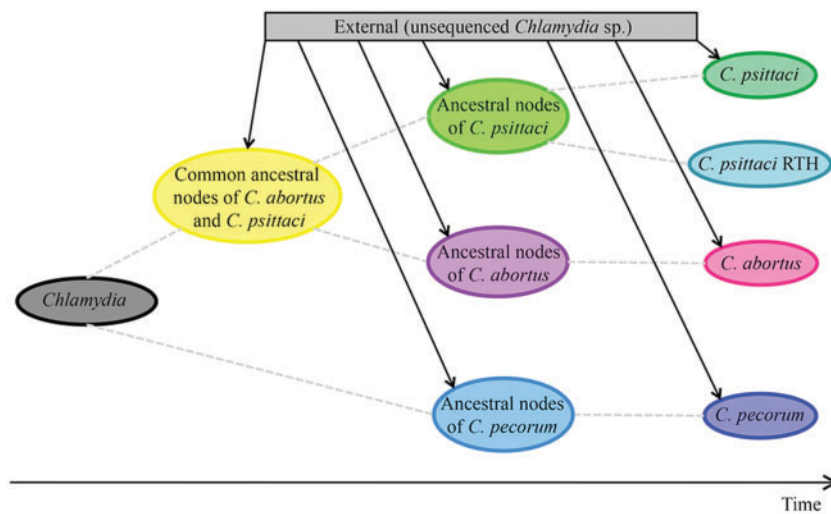 External (unsequenced Chlamydia sp.)
C. psittaci
Ancestral nodes
of C. psittaci
C. psittaci RTH
Common ancestral
nodes of C. abortus
and C. psittaci
Ancestral nodes
of C. abortus
C. abortus
Chlamydia
Ancestral nodes
of C. pecorum
C. pecorum
Time